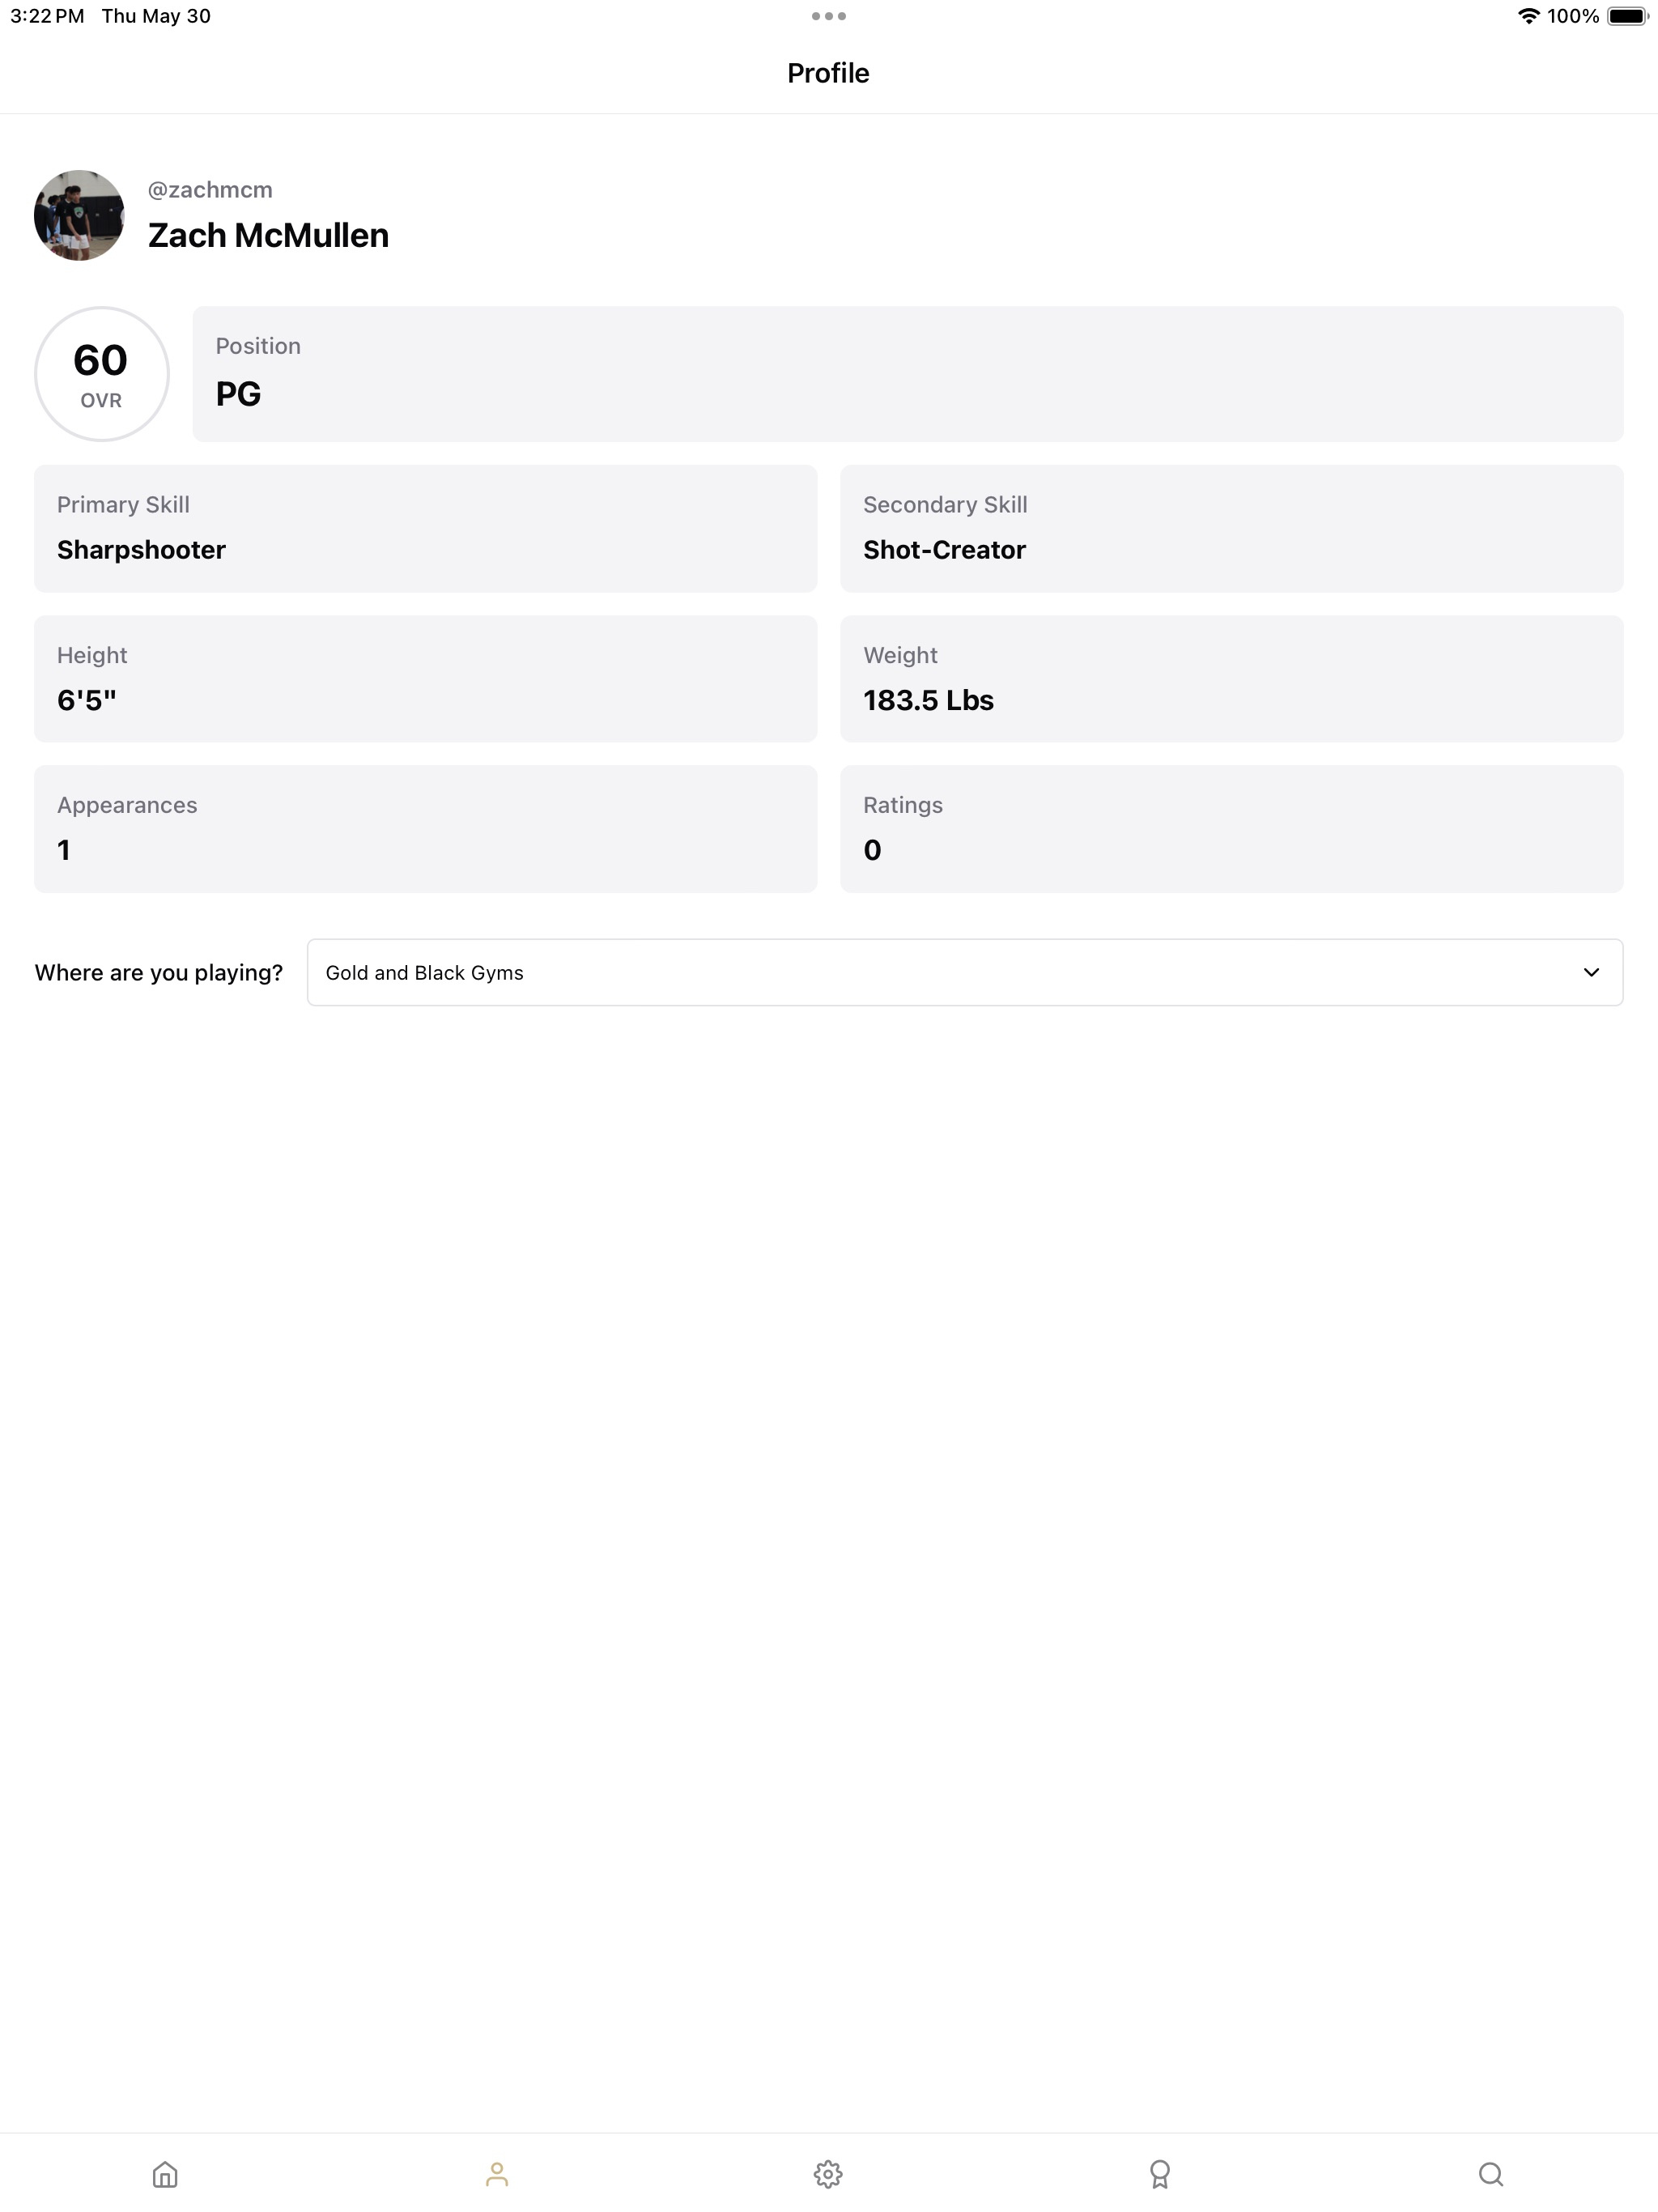 3:22 PM Thu May 30
100%
Profile
@zachmcm
Zach McMullen
60
OVR
Position
PG
Primary Skill
Sharpshooter
Secondary Skill
Shot-Creator
Height
6'5"
Weight
183.5 Lbs
Appearances
1
Ratings
0
Where are you playing?
Gold and Black Gyms